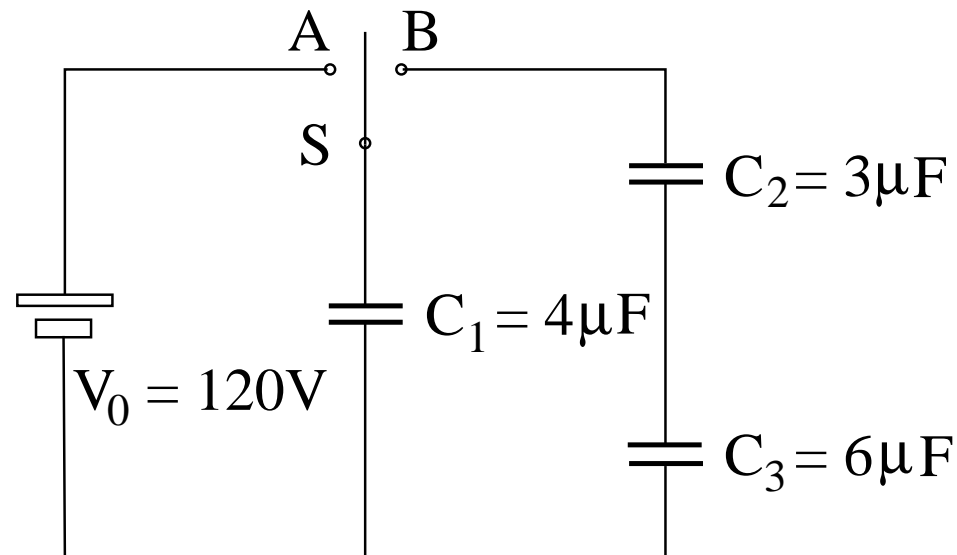 A B
S
C₂ = 3μF
C₁ = 4μF
V₀ = 120V
C₃ = 6μF